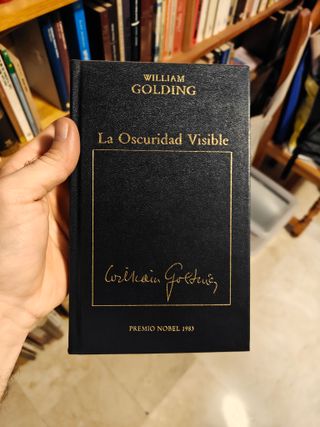 WILLIAM
GOLDING
La Oscuridad Visible
William Golding
PREMIO NOBEL 1983